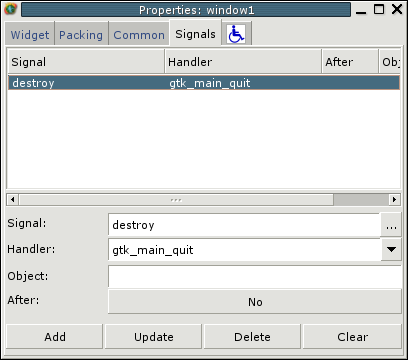 Properties: window1
Widget Packing Common Signals
Signal Handler After Obj
destroy gtk_main_quit
Signal: destroy ...
Handler: gtk_main_quit
Object:
After: No
Add Update Delete Clear